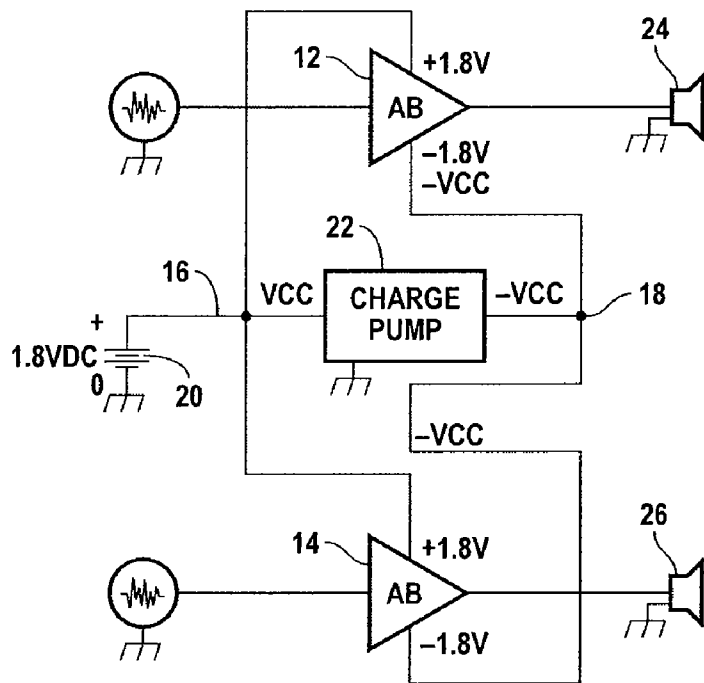 12
+1.8V
24
AB
–1.8V
–VCC
22
16
VCC
CHARGE
PUMP
–VCC
18
+
1.8VDC
0
20
–VCC
14
+1.8V
26
AB
–1.8V